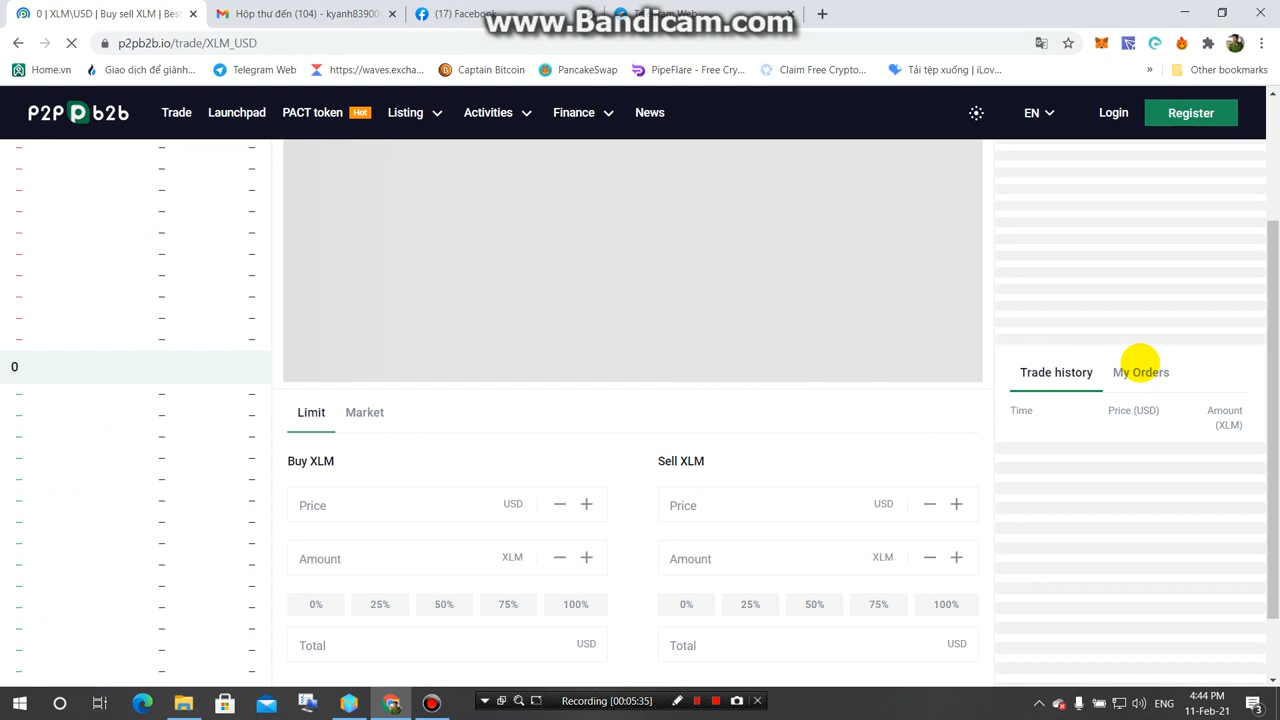 0 | XLM\USD | Buy sell XLM | Best
Hộp thư đến (104) - kyanh83900
(17) Facebook
www.Bandicam.com
p2pb2b.io/trade/XLM_USD
Home.vn
Giao dịch để giành...
Telegram Web
https://waves.excha...
Captain Bitcoin
PancakeSwap
PipeFlare - Free Cry...
Claim Free Crypto...
Tải tệp xuống | iLov...
»
Other bookmarks
P2P b2b
Trade
Launchpad
PACT token
Hot
Listing
Activities
Finance
News
EN
Login
Register
0
Limit
Market
Buy XLM
Price
USD
Amount
XLM
0%
25%
50%
75%
100%
Total
USD
Sell XLM
Price
USD
Amount
XLM
0%
25%
50%
75%
100%
Total
USD
Trade history
My Orders
Time
Price (USD)
Amount
(XLM)
Recording [00:05:35]
ENG
4:44 PM
11-Feb-21
3